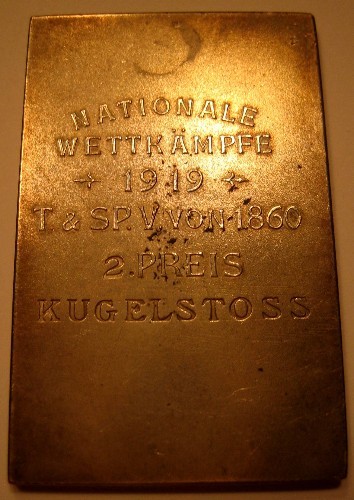 NATIONALE
WETTKÄMPFE
1919
T & SP. V. VON 1860
2. PREIS
KUGELSTOSS